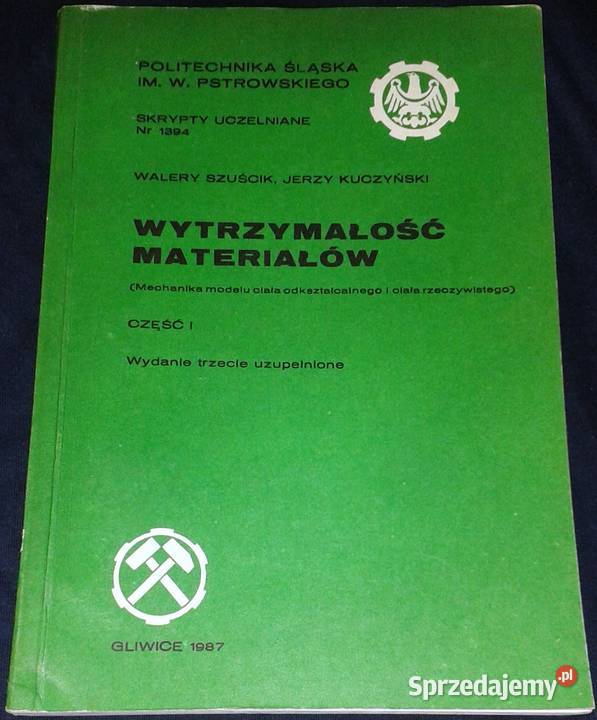 POLITECHNIKA ŚLĄSKA
IM. W. PSTROWSKIEGO
SKRYPTY UCZELNIANE
Nr 1394
WALERY SZUŚCIK, JERZY KUCZYŃSKI
WYTRZYMAŁOŚĆ
MATERIAŁÓW
(Mechanika modelu ciała odkształcalnego i ciała rzeczywistego)
CZĘŚĆ I
Wydanie trzecie uzupełnione
GLIWICE 1987
Sprzedajemy.pl